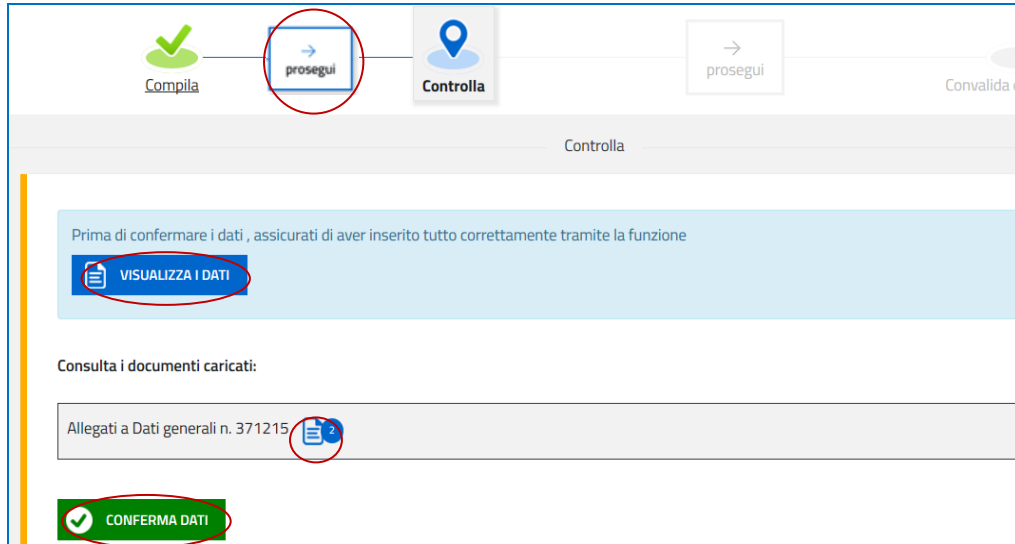 →
prosegui
Compila
Controlla
→
prosegui
Convalida
Controlla
Prima di confermare i dati , assicurati di aver inserito tutto correttamente tramite la funzione
VISUALIZZA I DATI
Consulta i documenti caricati:
Allegati a Dati generali n. 371215 2
CONFERMA DATI